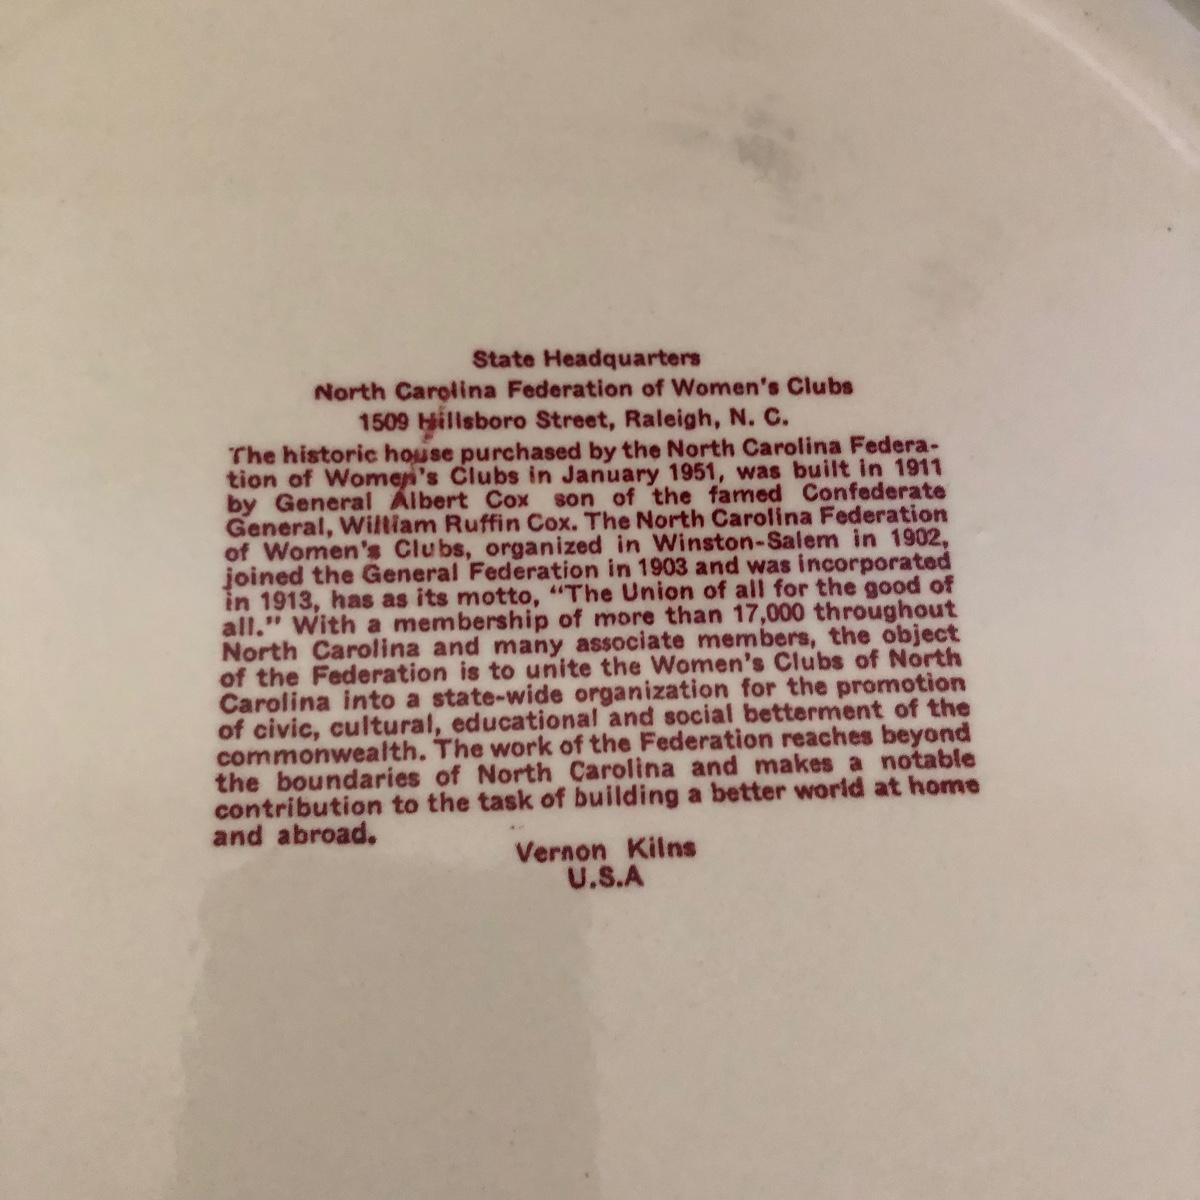 State Headquarters
North Carolina Federation of Women's Clubs
1509 Hillsboro Street, Raleigh, N. C.
The historic house purchased by the North Carolina Federa-
tion of Women's Clubs in January 1951, was built in 1911
by General Albert Cox son of the famed Confederate
General, William Ruffin Cox. The North Carolina Federation
of Women's Clubs, organized in Winston-Salem in 1902,
joined the General Federation in 1903 and was incorporated
in 1913, has as its motto, "The Union of all for the good of
all." With a membership of more than 17,000 throughout
North Carolina and many associate members, the object
of the Federation is to unite the Women's Clubs of North
Carolina into a state-wide organization for the promotion
of civic, cultural, educational and social betterment of the
commonwealth. The work of the Federation reaches beyond
the boundaries of North Carolina and makes a notable
contribution to the task of building a better world at home
and abroad.
Vernon Kilns
U.S.A